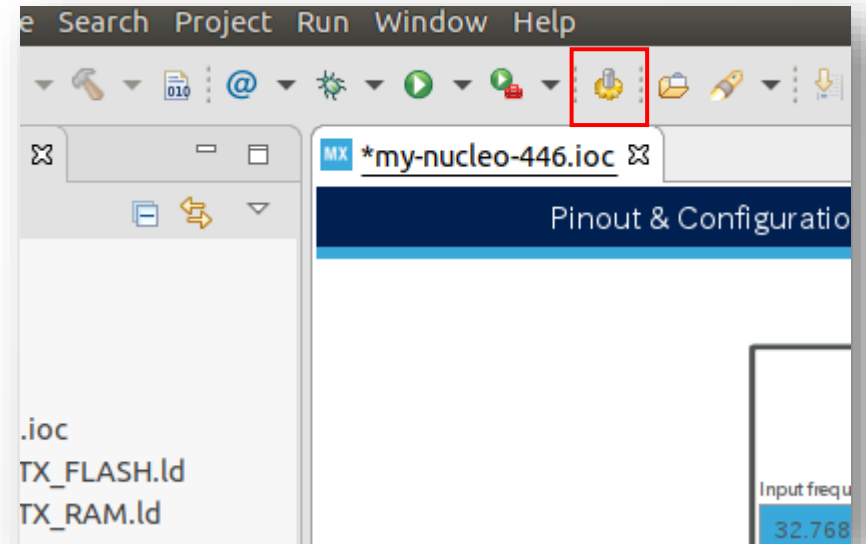 e Search Project Run Window Help
010 @
MX *my-nucleo-446.ioc
Pinout & Configuratio
.ioc
TX_FLASH.ld
TX_RAM.ld
Input frequ
32.768